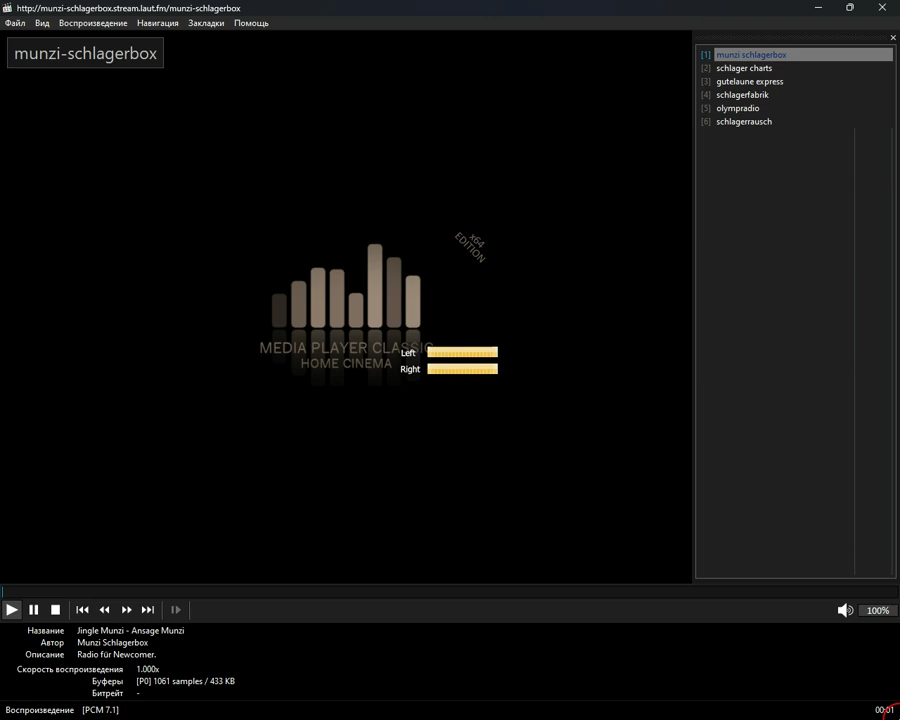 http://munzi-schlagerbox.stream.laut.fm/munzi-schlagerbox
Файл Вид Воспроизведение Навигация Закладки Помощь
munzi-schlagerbox
[1] munzi schlagerbox
[2] schlager charts
[3] gutelaune express
[4] schlagerfabrik
[5] olympradio
[6] schlagerrausch
x64
EDITION
MEDIA PLAYER CLASSIC
HOME CINEMA
Left
Right
100%
Название Jingle Munzi - Ansage Munzi
Автор Munzi Schlagerbox
Описание Radio für Newcomer.
Скорость воспроизведения 1.000x
Буферы [P0] 1061 samples / 433 KB
Битрейт -
Воспроизведение [PCM 7.1] 00:01